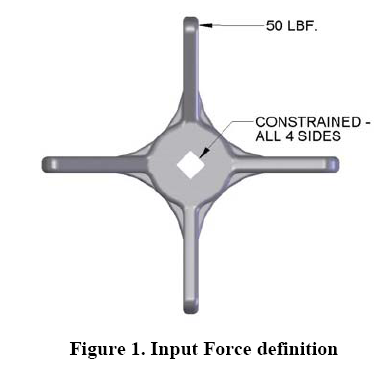 50 LBF.
CONSTRAINED -
ALL 4 SIDES
Figure 1. Input Force definition